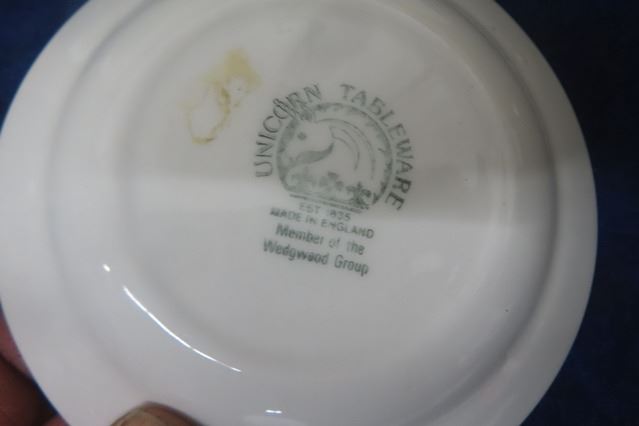 UNICORN TABLEWARE
EST 1835
MADE IN ENGLAND
Member of the
Wedgwood Group